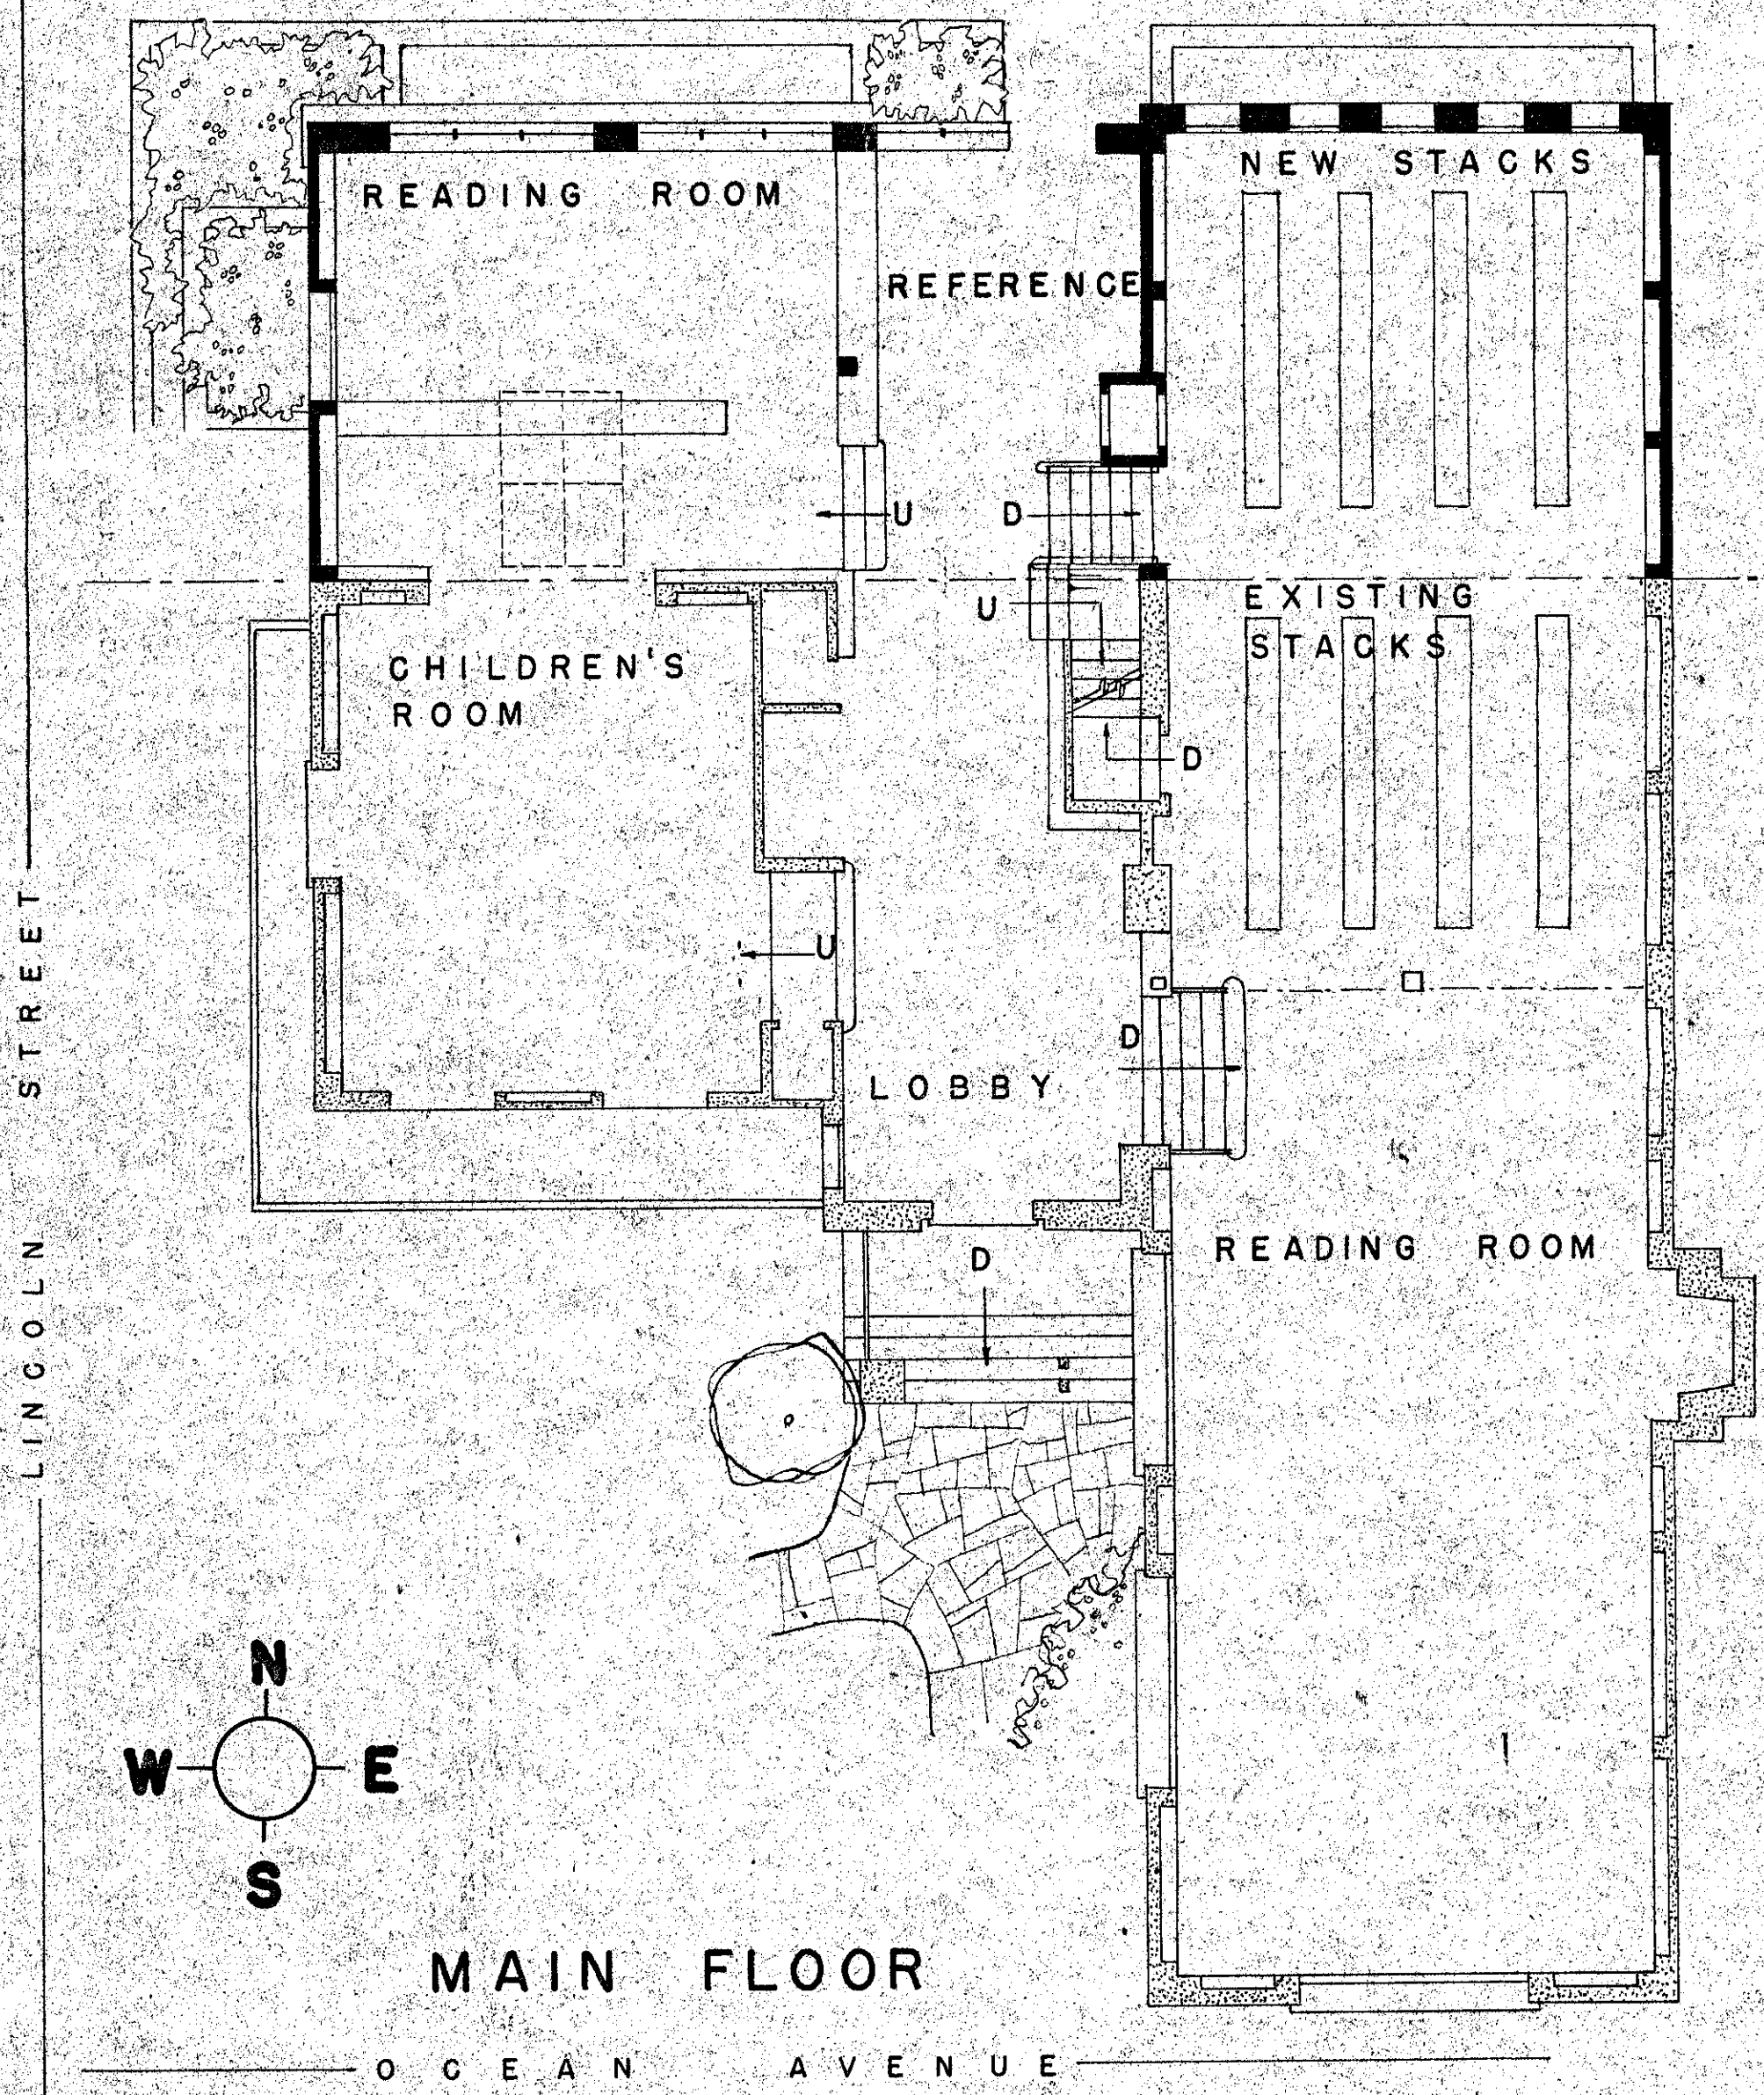 NEW STACKS
READING ROOM
REFERENCE
U
D
EXISTING
STACKS
U
CHILDREN'S
ROOM
D
U
D
LOBBY
READING ROOM
D
LINCOLN STREET
N
W E
S
MAIN FLOOR
OCEAN AVENUE